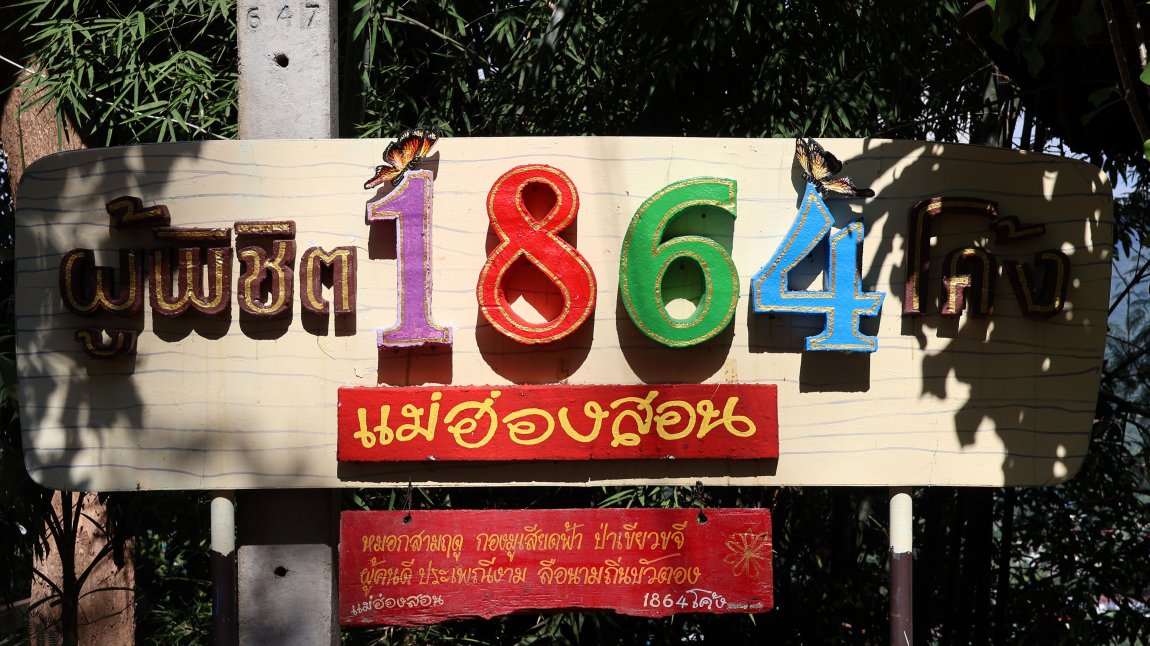 647
ผู้พิชิต 1864 โค้ง
แม่ฮ่องสอน
หมอกสามฤดู กองมูเสียดฟ้า ป่าเขียวขจี
ผู้คนดี ประเพณีงาม ลือนามถิ่นบัวตอง
แม่ฮ่องสอน 1864โค้ง